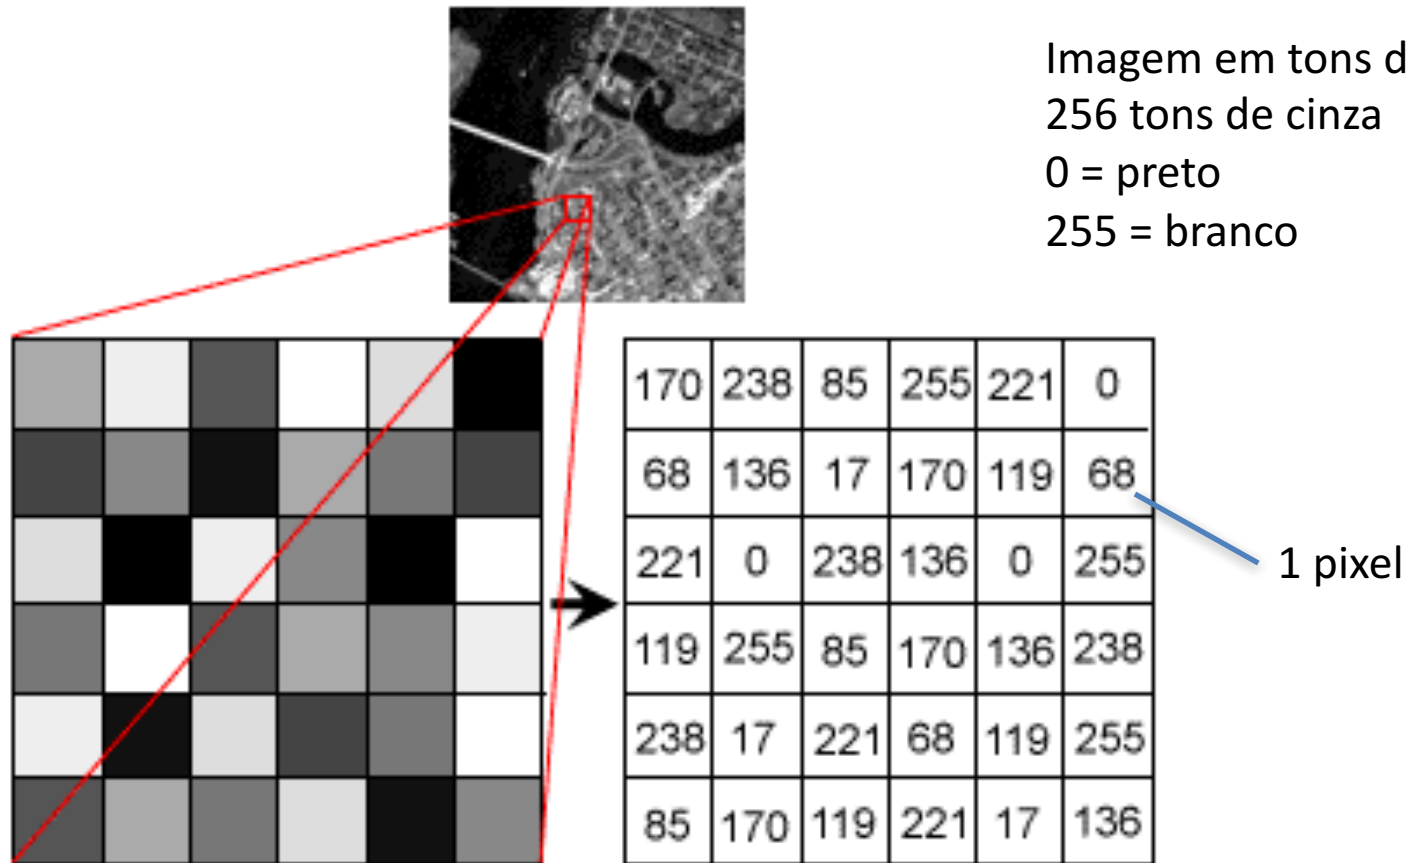 Imagem em tons d
256 tons de cinza
0 = preto
255 = branco
170 238 85 255 221 0
68 136 17 170 119 68
221 0 238 136 0 255
1 pixel
119 255 85 170 136 238
238 17 221 68 119 255
85 170 119 221 17 136